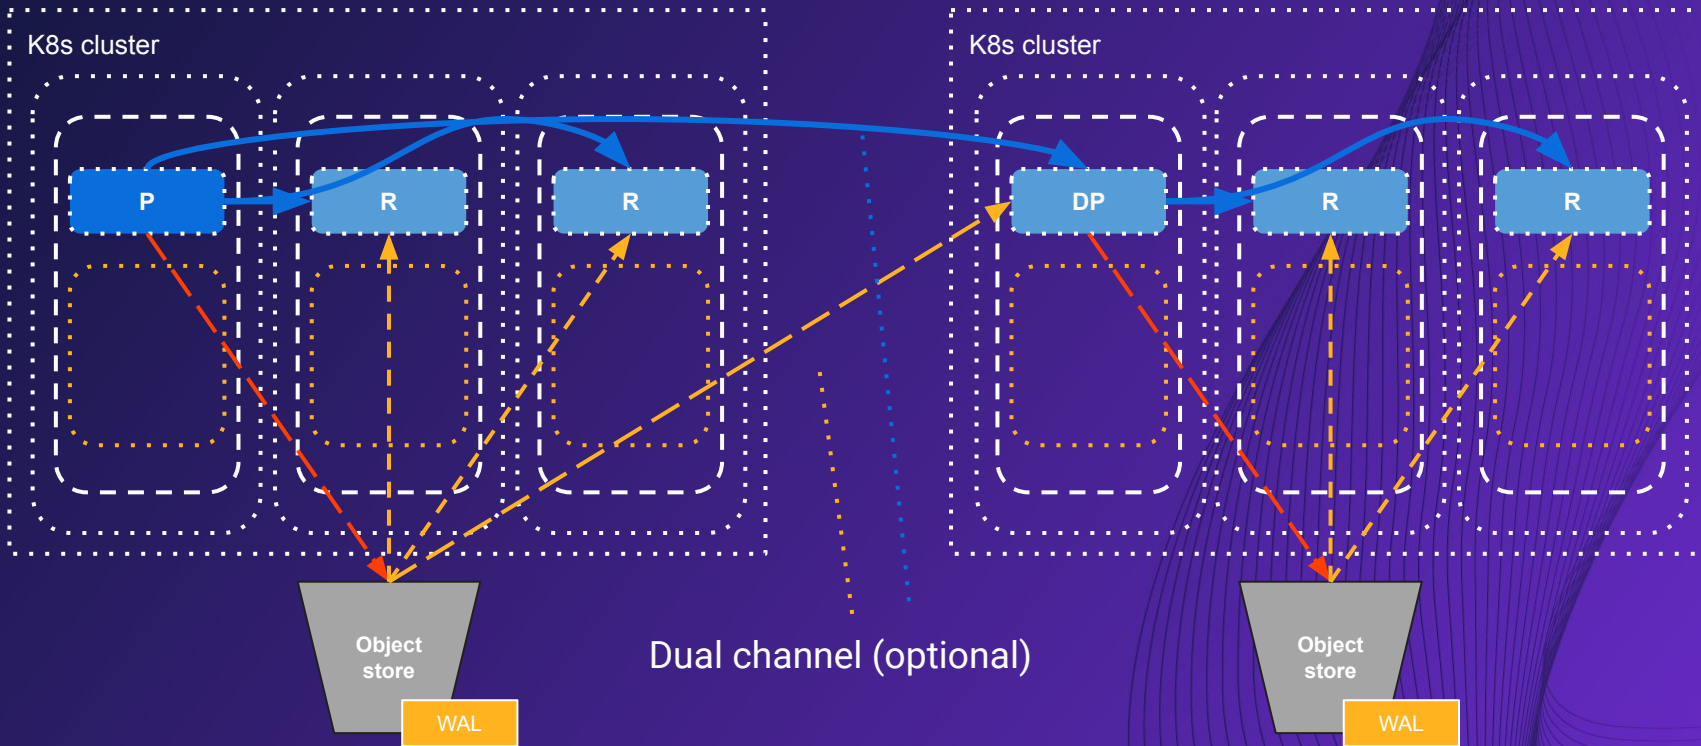 K8s cluster
K8s cluster
P
R
R
DP
R
R
Object
store
WAL
Dual channel (optional)
Object
store
WAL